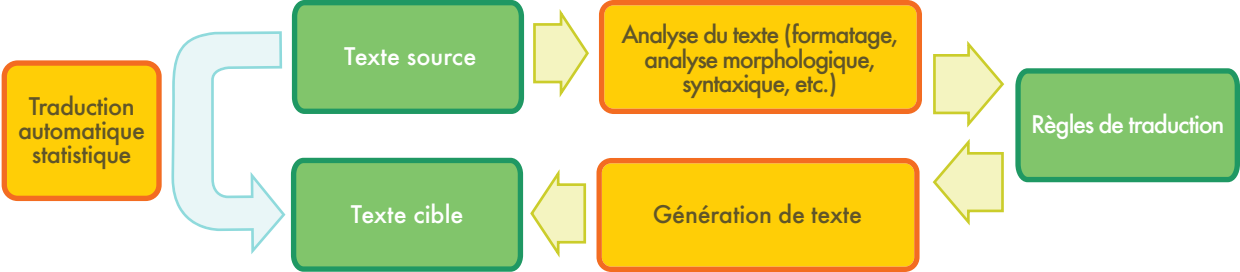 Texte source
Analyse du texte (formatage,
analyse morphologique,
syntaxique, etc.)
Traduction
automatique
statistique
Règles de traduction
Texte cible
Génération de texte